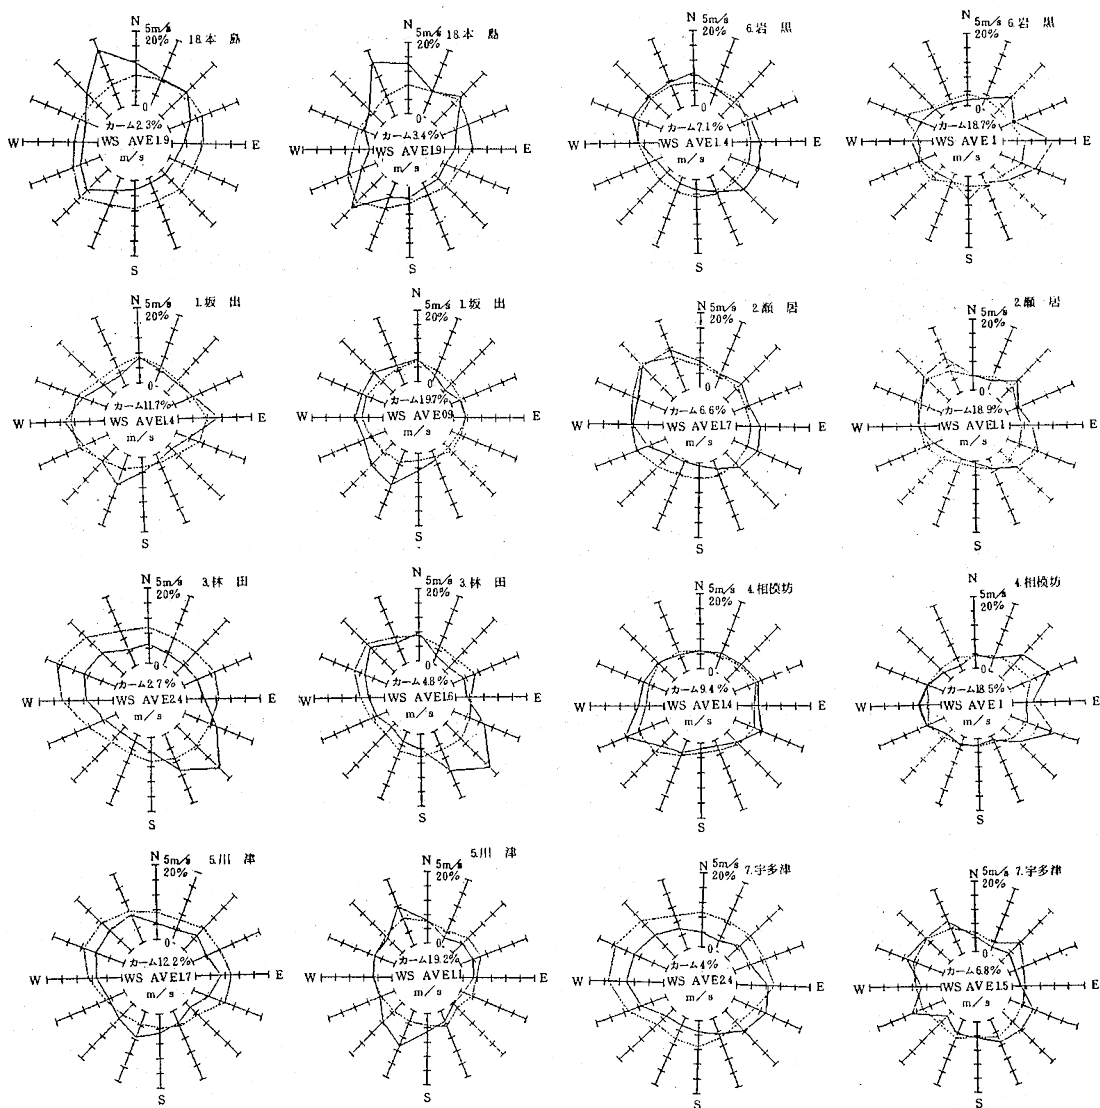 N
5m/s
20%
18.本 島
0
カーム2.3%
W
WS AVE1.9
E
m/s
S
N
5m/s
20%
18.本 島
0
カーム3.4%
W
WS AVE1.9
E
m/s
S
N
5m/s
20%
6.岩 黒
0
カーム7.1%
W
WS AVE1.4
E
m/s
S
N
5m/s
20%
6.岩 黒
0
カーム18.7%
W
WS AVE1
E
m/s
S
N
5m/s
20%
1.坂 出
0
カーム11.7%
W
WS AVE1.4
E
m/s
S
N
5m/s
20%
1.坂 出
0
カーム19.7%
W
WS AVE0.9
E
m/s
S
N
5m/s
20%
2.瀬 居
0
カーム6.6%
W
WS AVE1.7
E
m/s
S
N
5m/s
20%
2.瀬 居
0
カーム18.9%
W
WS AVE1.1
E
m/s
S
N
5m/s
20%
3.林 田
0
カーム2.7%
W
WS AVE2.4
E
m/s
S
N
5m/s
20%
3.林 田
0
カーム4.8%
W
WS AVE1.6
E
m/s
S
N
5m/s
20%
4.相模坊
0
カーム9.4%
W
WS AVE1.4
E
m/s
S
N
5m/s
20%
4.相模坊
0
カーム18.5%
W
WS AVE1
E
m/s
S
N
5m/s
20%
5.川 津
0
カーム12.2%
W
WS AVE1.7
E
m/s
S
N
5m/s
20%
5.川 津
0
カーム19.2%
W
WS AVE1.1
E
m/s
S
N
5m/s
20%
7.宇多津
0
カーム4%
W
WS AVE2.4
E
m/s
S
N
5m/s
20%
7.宇多津
0
カーム6.8%
W
WS AVE1.5
E
m/s
S